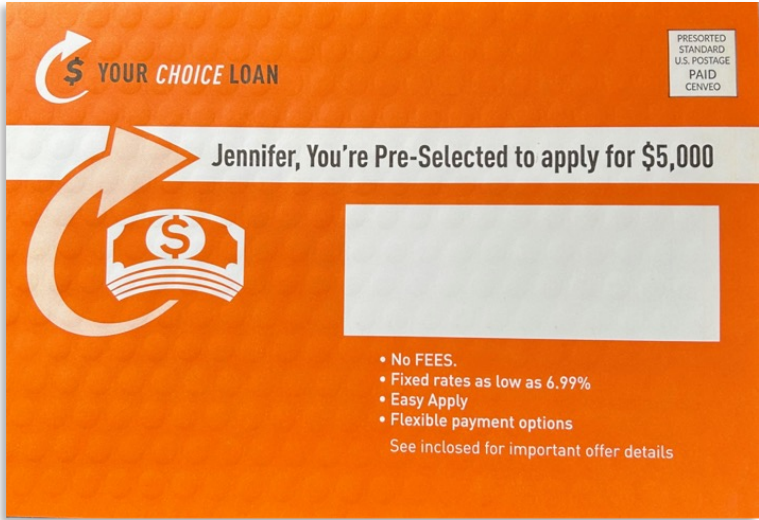 $ YOUR CHOICE LOAN
PRESORTED
STANDARD
U.S. POSTAGE
PAID
CENVEO
Jennifer, You're Pre-Selected to apply for $5,000
$
• No FEES.
• Fixed rates as low as 6.99%
• Easy Apply
• Flexible payment options
See inclosed for important offer details